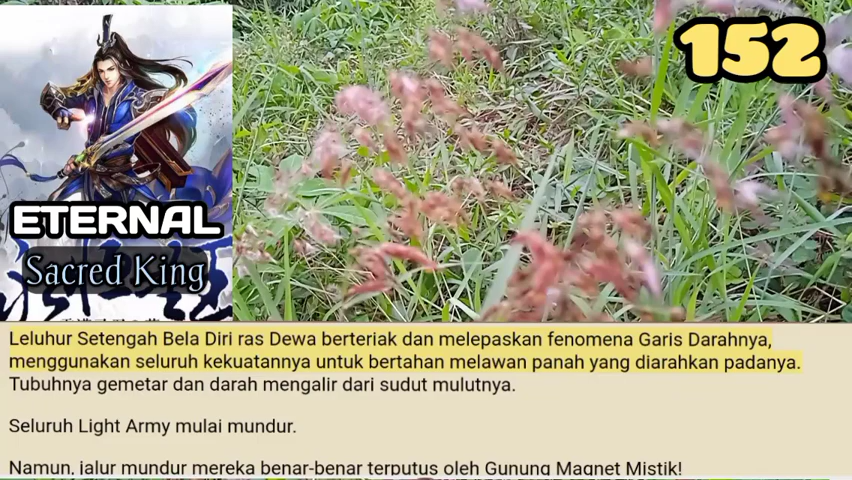 152
ETERNAL
Sacred King
Leluhur Setengah Bela Diri ras Dewa berteriak dan melepaskan fenomena Garis Darahnya,
menggunakan seluruh kekuatannya untuk bertahan melawan panah yang diarahkan padanya.
Tubuhnya gemetar dan darah mengalir dari sudut mulutnya.
Seluruh Light Army mulai mundur.
Namun, jalur mundur mereka benar-benar terputus oleh Gunung Magnet Mistik!